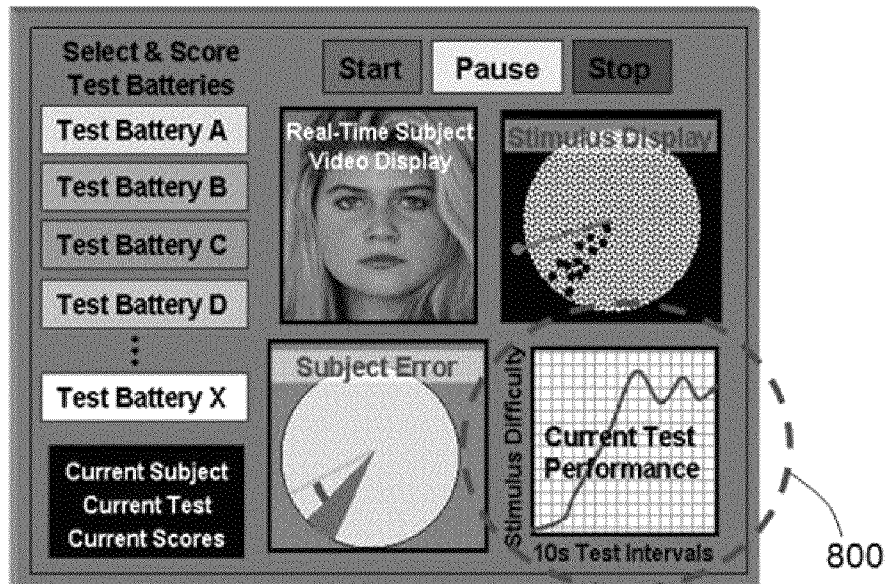 Select & Score
Test Batteries
Start
Pause
Stop
Test Battery A
Test Battery B
Test Battery C
Test Battery D
Test Battery X
Current Subject
Current Test
Current Scores
Real-Time Subject
Video Display
Stimulus Display
Subject Error
Stimulus Difficulty
Current Test
Performance
10s Test Intervals
800